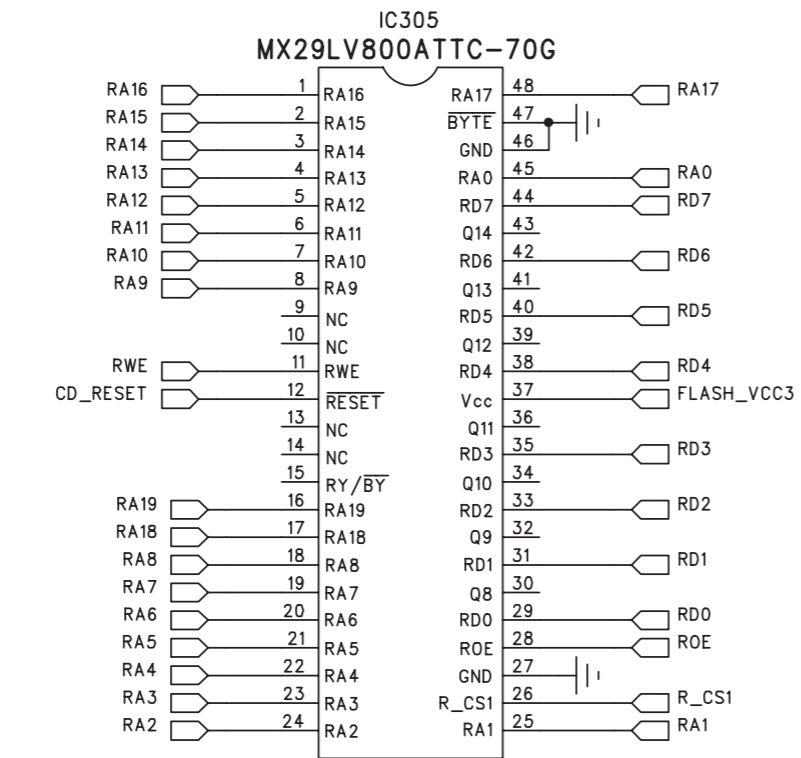 IC305
MX29LV800ATTC-70G
RA16 1 RA16 RA17 48 RA17
RA15 2 RA15 BYTE 47
RA14 3 RA14 GND 46
RA13 4 RA13 RA0 45 RA0
RA12 5 RA12 RD7 44 RD7
RA11 6 RA11 Q14 43
RA10 7 RA10 RD6 42 RD6
RA9 8 RA9 Q13 41
9 NC RD5 40 RD5
10 NC Q12 39
RWE 11 RWE RD4 38 RD4
CD_RESET 12 RESET Vcc 37 FLASH_VCC3
13 NC Q11 36
14 NC RD3 35 RD3
15 RY/BY Q10 34
RA19 16 RA19 RD2 33 RD2
RA18 17 RA18 Q9 32
RA8 18 RA8 RD1 31 RD1
RA7 19 RA7 Q8 30
RA6 20 RA6 RD0 29 RD0
RA5 21 RA5 ROE 28 ROE
RA4 22 RA4 GND 27
RA3 23 RA3 R_CS1 26 R_CS1
RA2 24 RA2 RA1 25 RA1